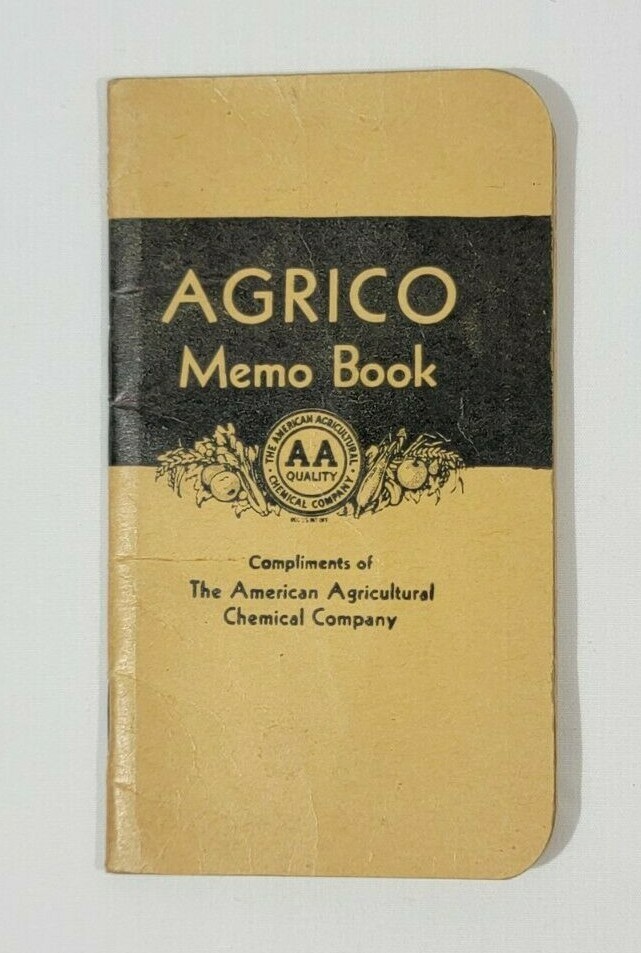 AGRICO
Memo Book
THE AMERICAN AGRICULTURAL
CHEMICAL COMPANY
AA
QUALITY
Compliments of
The American Agricultural
Chemical Company